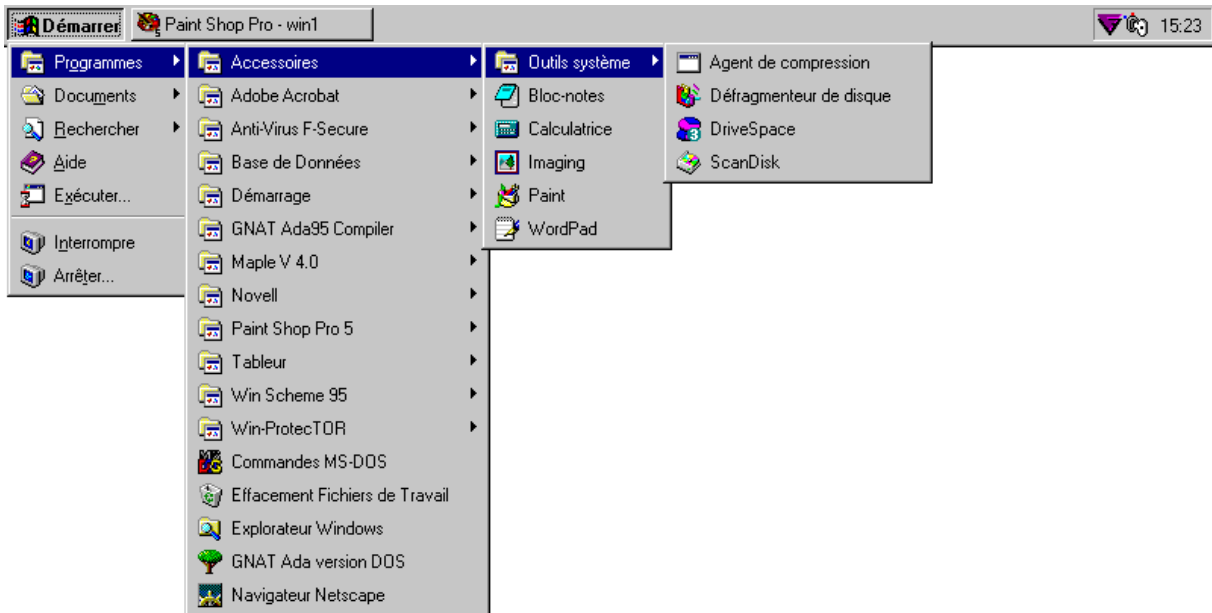 Démarrer
Paint Shop Pro - win1
15:23
Programmes
Documents
Rechercher
Aide
Exécuter...
Interrompre
Arrêter...
Accessoires
Adobe Acrobat
Anti-Virus F-Secure
Base de Données
Démarrage
GNAT Ada95 Compiler
Maple V 4.0
Novell
Paint Shop Pro 5
Tableur
Win Scheme 95
Win-ProtecTOR
Commandes MS-DOS
Effacement Fichiers de Travail
Explorateur Windows
GNAT Ada version DOS
Navigateur Netscape
Outils système
Bloc-notes
Calculatrice
Imaging
Paint
WordPad
Agent de compression
Défragmenteur de disque
DriveSpace
ScanDisk